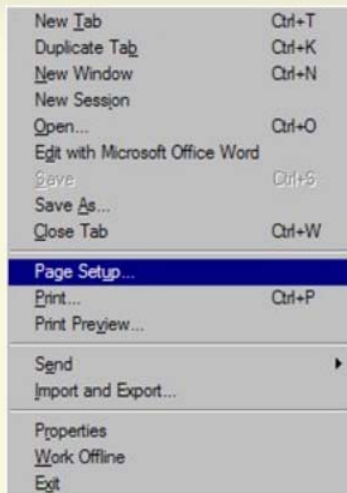 New Tab Ctrl+T
Duplicate Tab Ctrl+K
New Window Ctrl+N
New Session
Open... Ctrl+O
Edit with Microsoft Office Word
Save Ctrl+S
Save As...
Close Tab Ctrl+W
Page Setup...
Print... Ctrl+P
Print Preview...
Send
Import and Export...
Properties
Work Offline
Exit